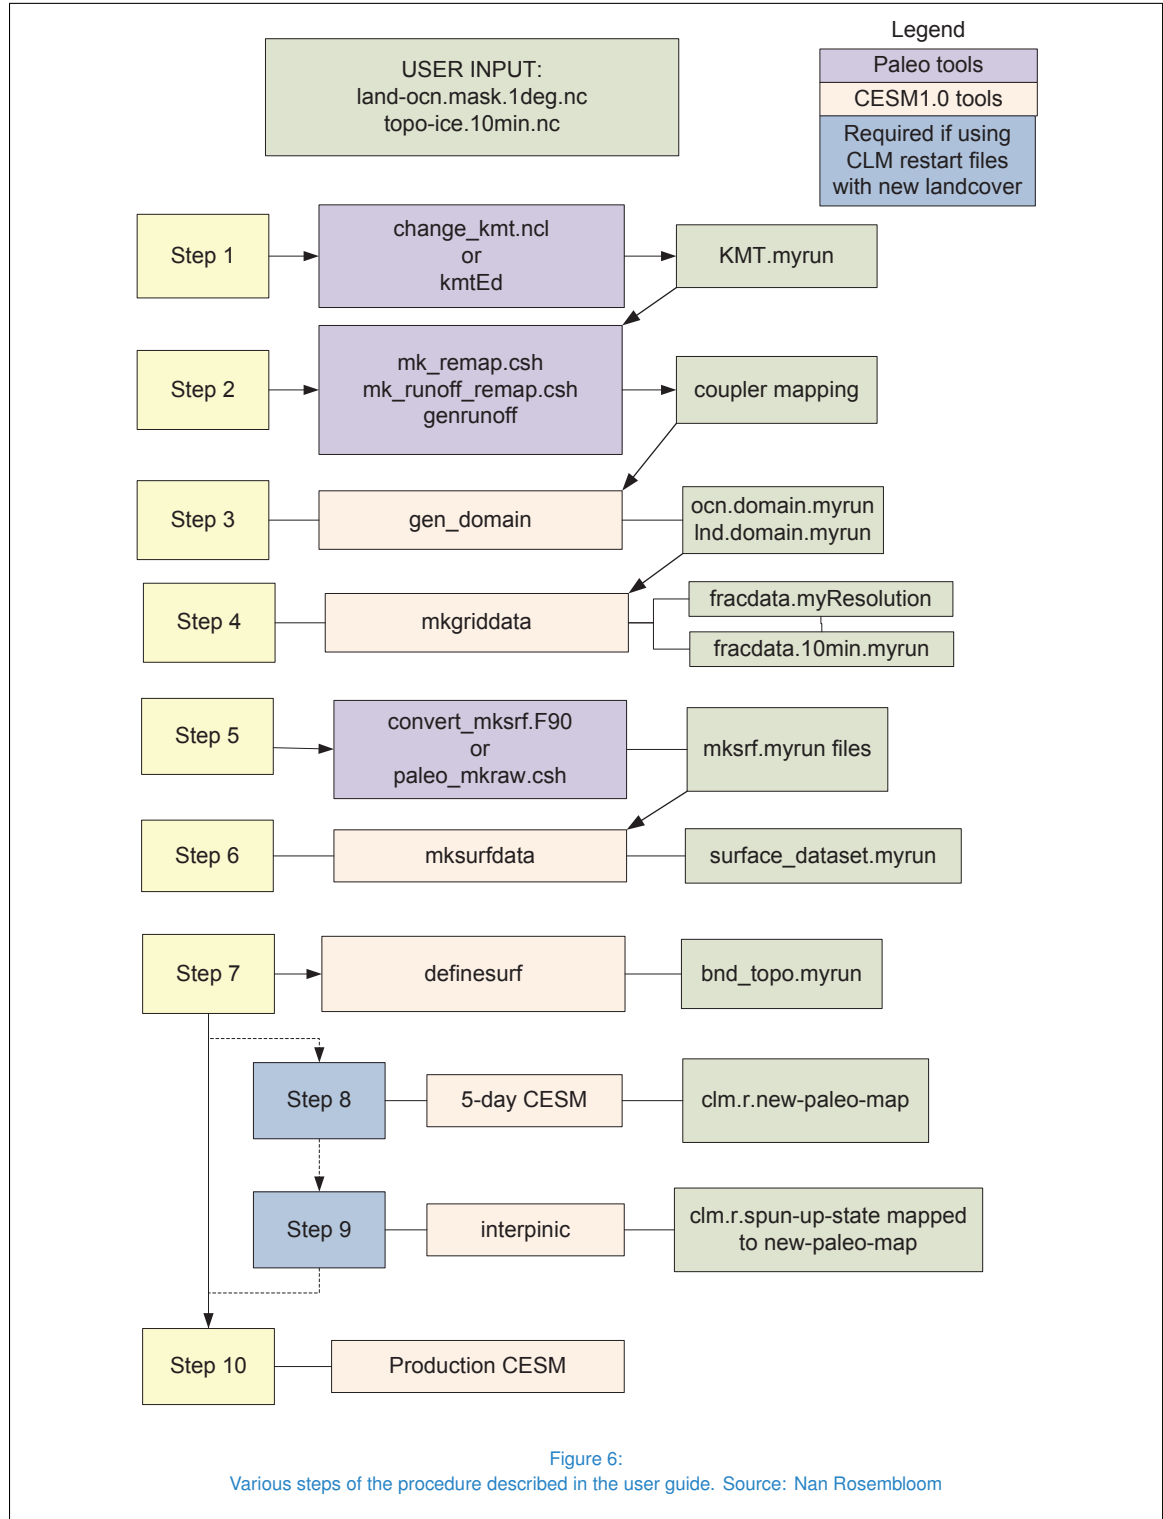 USER INPUT:
land-ocn.mask.1deg.nc
topo-ice.10min.nc
Legend
Paleo tools
CESM1.0 tools
Required if using
CLM restart files
with new landcover
Step 1
change_kmt.ncl
or
kmtEd
KMT.myrun
Step 2
mk_remap.csh
mk_runoff_remap.csh
genrunoff
coupler mapping
Step 3
gen_domain
ocn.domain.myrun
lnd.domain.myrun
Step 4
mkgriddata
fracdata.myResolution
fracdata.10min.myrun
Step 5
convert_mksrf.F90
or
paleo_mkraw.csh
mksrf.myrun files
Step 6
mksurfdata
surface_dataset.myrun
Step 7
definesurf
bnd_topo.myrun
Step 8
5-day CESM
clm.r.new-paleo-map
Step 9
interpinic
clm.r.spun-up-state mapped
to new-paleo-map
Step 10
Production CESM
Figure 6:
Various steps of the procedure described in the user guide. Source: Nan Rosembloom